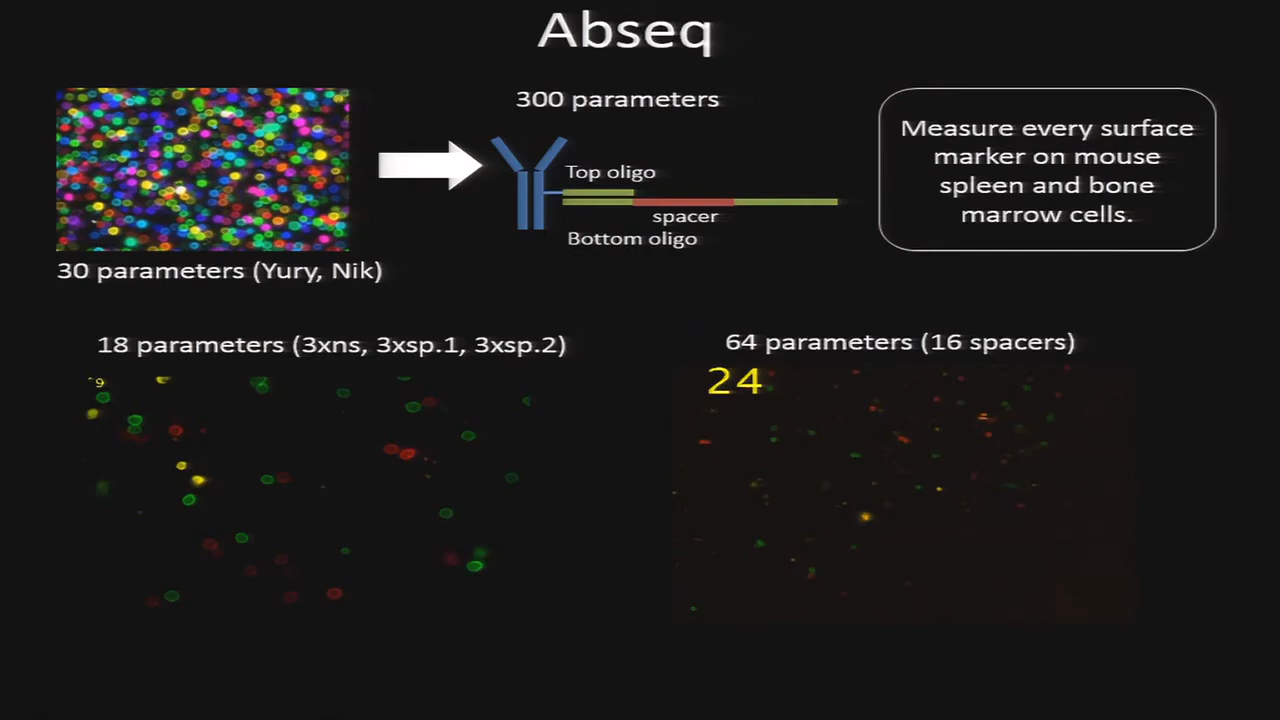 Abseq
300 parameters
Top oligo
spacer
Bottom oligo
30 parameters (Yury, Nik)
Measure every surface
marker on mouse
spleen and bone
marrow cells.
18 parameters (3xns, 3xsp.1, 3xsp.2)
9
64 parameters (16 spacers)
24